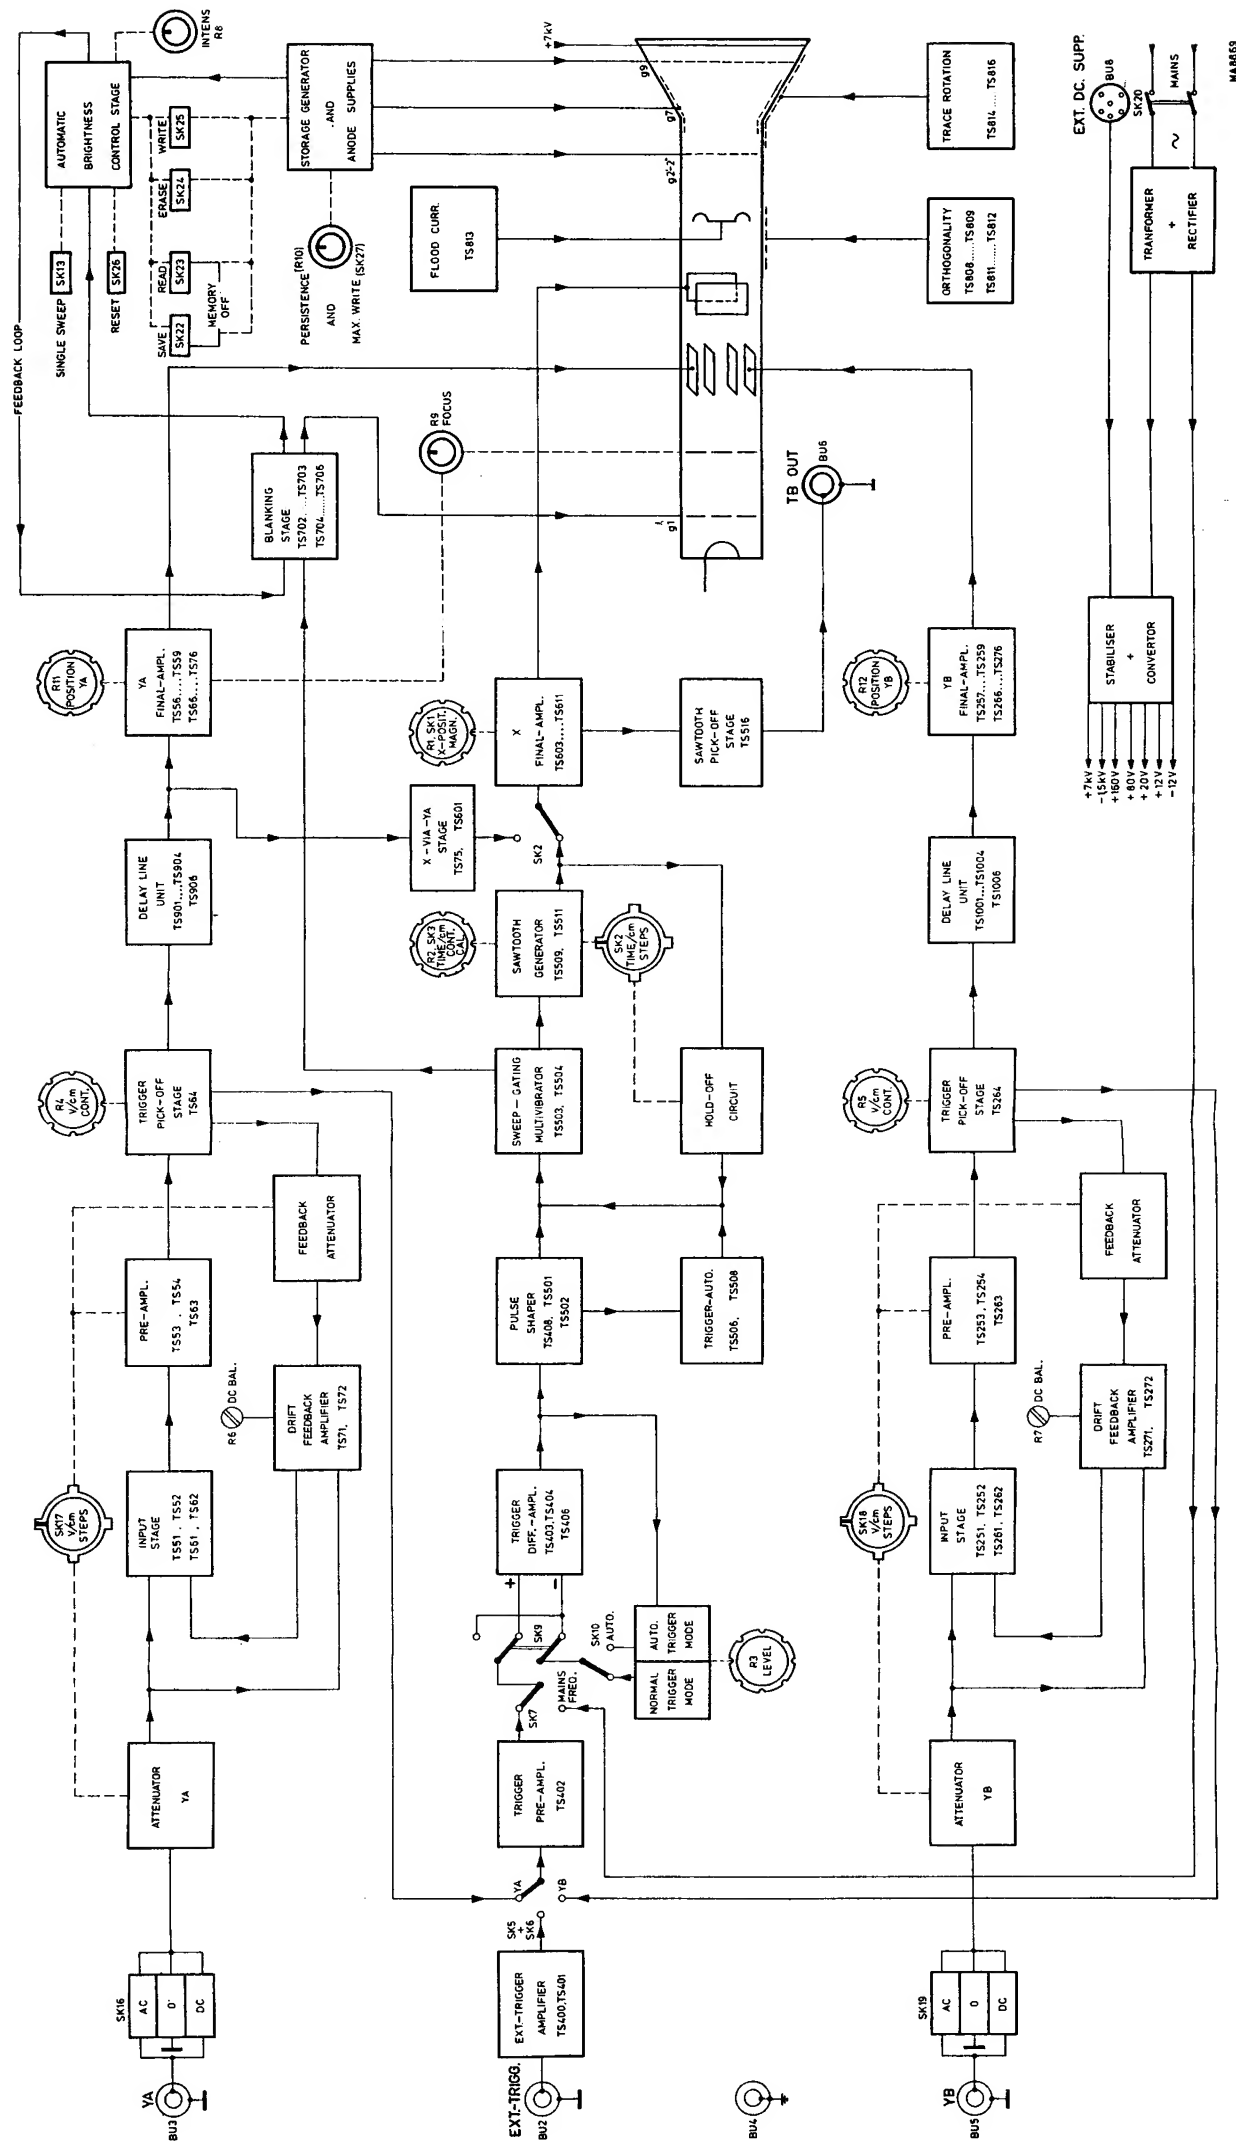 YA
BU3
SK16
AC
0
DC
ATTENUATOR
YA
SK17
V/cm
STEPS
INPUT
STAGE
TS51, TS52
TS61, TS62
PRE-AMPL.
TS53, TS54
TS63
R4
V/cm
CONT.
TRIGGER
PICK-OFF
STAGE
TS64
DELAY LINE
UNIT
TS901...TS904
TS906
R11
POSITION
YA
YA
FINAL-AMPL.
TS56....TS59
TS66....TS76
R6
DC BAL.
DRIFT
FEEDBACK
AMPLIFIER
TS71, TS72
FEEDBACK
ATTENUATOR
FEEDBACK LOOP
BLANKING
STAGE
TS702....TS703
TS704....TS706
SINGLE SWEEP
SK13
RESET
SK26
AUTOMATIC
BRIGHTNESS
CONTROL STAGE
INTENS
R8
SAVE
SK22
READ
SK23
ERASE
SK24
WRITE
SK25
MEMORY
OFF
STORAGE GENERATOR
AND
ANODE SUPPLIES
PERSISTENCE (R10)
AND
MAX. WRITE (SK27)
R9
FOCUS
FLOOD CURR.
TS813
EXT.-TRIGG.
BU2
EXT.-TRIGGER
AMPLIFIER
TS400,TS401
SK5
+
SK6
YA
YB
TRIGGER
PRE-AMPL.
TS402
SK7
MAINS
FREQ.
SK9
SK10
AUTO.
+
-
NORMAL
TRIGGER
MODE
AUTO.
TRIGGER
MODE
R3
LEVEL
TRIGGER
DIFF.-AMPL.
TS403,TS404
TS406
PULSE
SHAPER
TS408, TS501
TS502
TRIGGER-AUTO.
TS506, TS508
SWEEP-GATING
MULTIVIBRATOR
TS503, TS504
HOLD-OFF
CIRCUIT
R2, SK3
TIME/cm
CONT.
CAL
SAWTOOTH
GENERATOR
TS509, TS511
SK2
TIME/cm
STEPS
X-VIA-YA
STAGE
TS75, TS601
SK2
R1, SK1
X-POSIT.
MAGN.
X
FINAL-AMPL.
TS603....TS611
SAWTOOTH
PICK-OFF
STAGE
TS516
TB OUT
BU6
g1
g2-2"
g7
g9
+7kV
ORTHOGONALITY
TS808......TS809
TS811......TS812
TRACE ROTATION
TS814 .... TS816
BU4
YB
BU5
SK19
AC
0
DC
ATTENUATOR
YB
SK18
V/cm
STEPS
INPUT
STAGE
TS251, TS252
TS261, TS262
PRE-AMPL.
TS253, TS254
TS263
R5
V/cm
CONT.
TRIGGER
PICK-OFF
STAGE
TS264
DELAY LINE
UNIT
TS1001...TS1004
TS1006
R12
POSITION
YB
YB
FINAL-AMPL.
TS257....TS259
TS266....TS276
R7
DC BAL.
DRIFT
FEEDBACK
AMPLIFIER
TS271, TS272
FEEDBACK
ATTENUATOR
STABILISER
+
CONVERTOR
+7kV
-1,5kV
+160V
+80V
+20V
+12V
-12V
TRANFORMER
+
RECTIFIER
EXT. DC. SUPP.
BU8
SK20
MAINS
~
MA8669